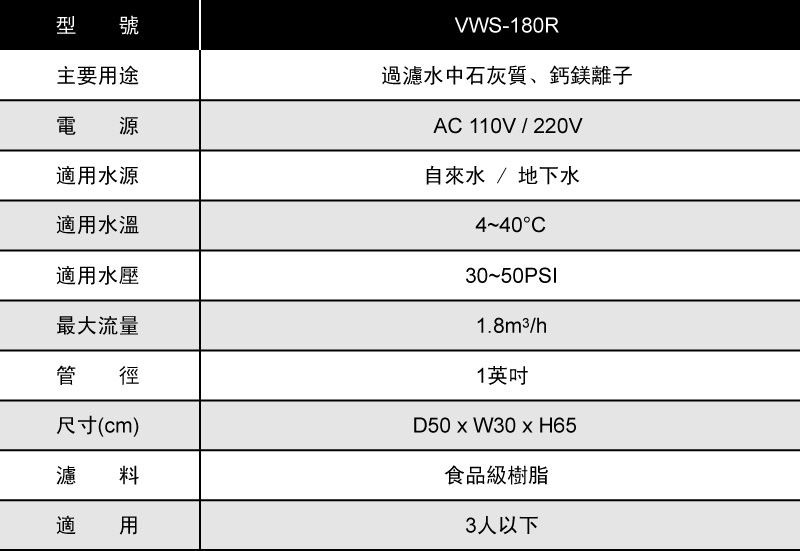 型 號 VWS-180R
主要用途 過濾水中石灰質、鈣鎂離子
電 源 AC 110V / 220V
適用水源 自來水 / 地下水
適用水溫 4~40°C
適用水壓 30~50PSI
最大流量 1.8m³/h
管 徑 1英吋
尺寸(cm) D50 x W30 x H65
濾 料 食品級樹脂
適 用 3人以下